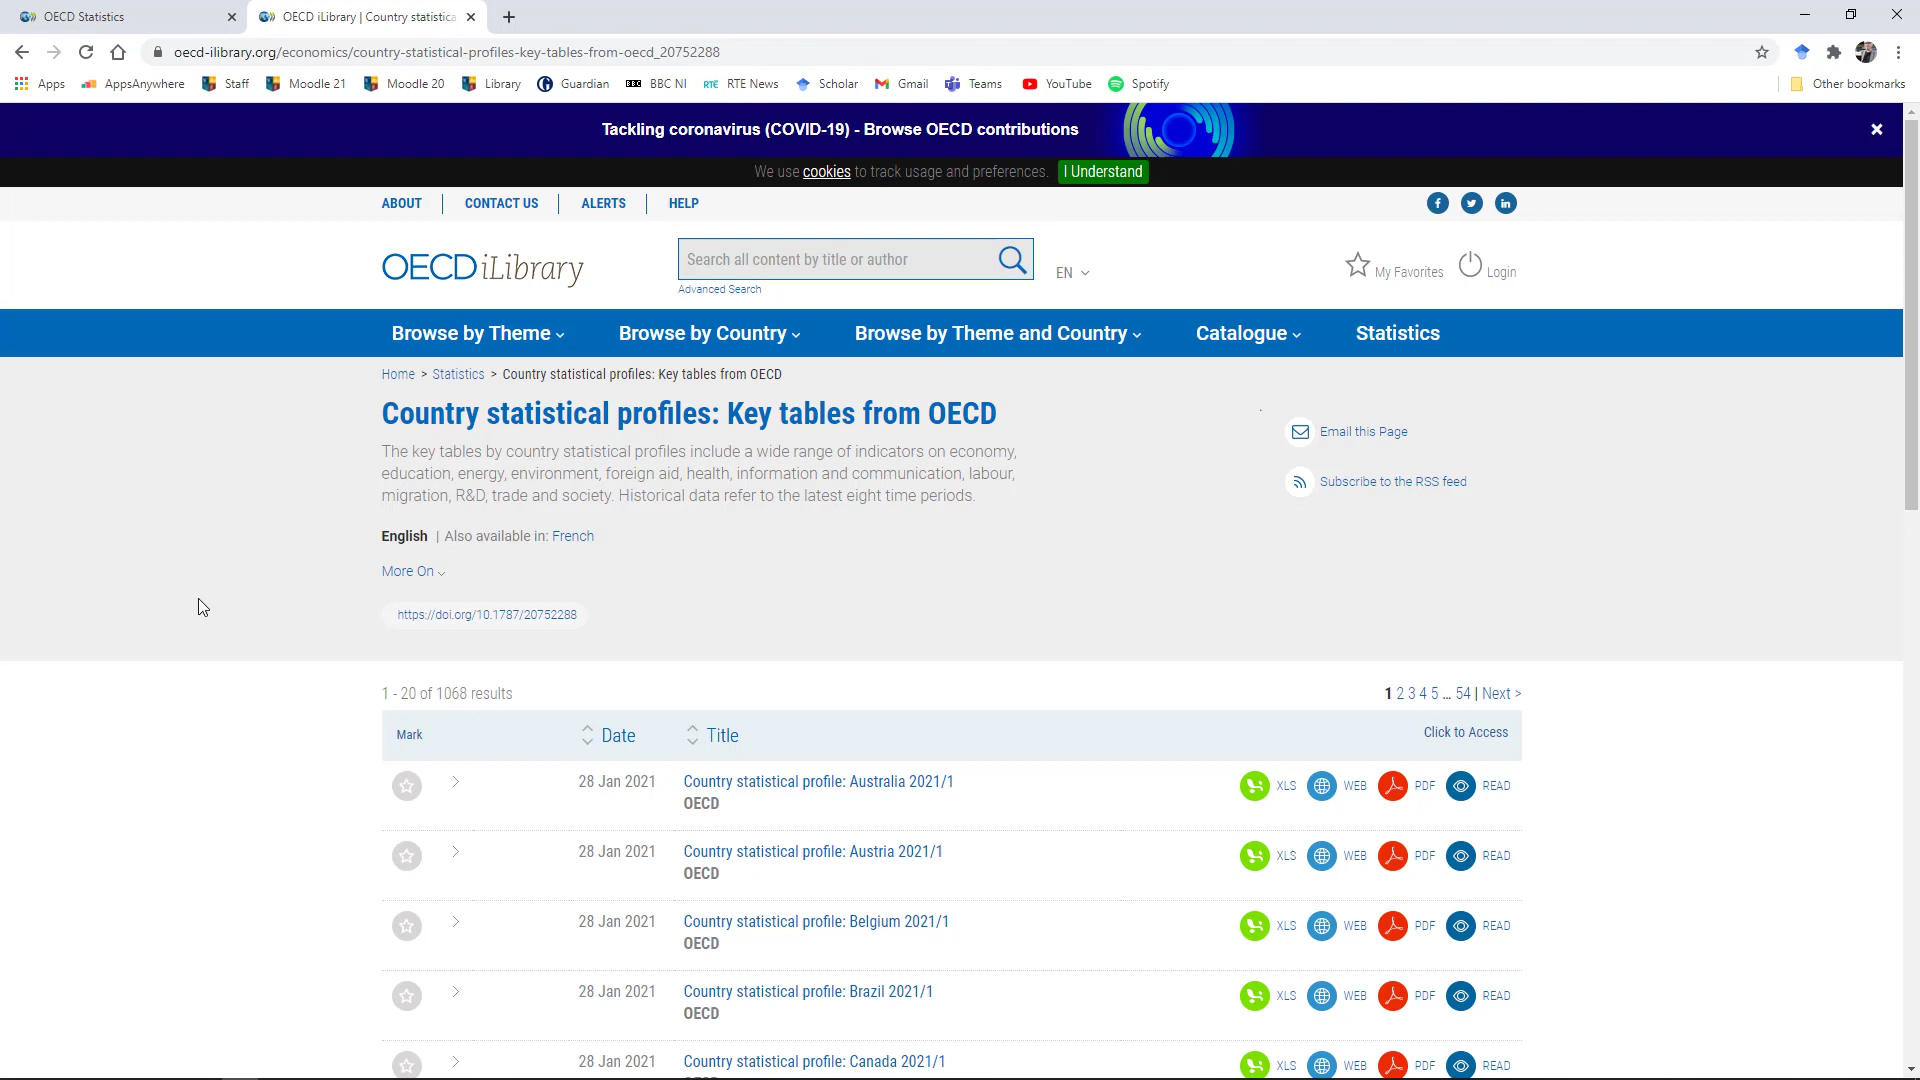 OECD Statistics
OECD iLibrary | Country statistica
oecd-ilibrary.org/economics/country-statistical-profiles-key-tables-from-oecd_20752288
Apps AppsAnywhere Staff Moodle 21 Moodle 20 Library Guardian BBC BBC NI RTE RTE News Scholar Gmail Teams YouTube Spotify Other bookmarks
Tackling coronavirus (COVID-19) - Browse OECD contributions
We use cookies to track usage and preferences. I Understand
ABOUT CONTACT US ALERTS HELP
OECD iLibrary
Search all content by title or author
EN
My Favorites Login
Advanced Search
Browse by Theme Browse by Country Browse by Theme and Country Catalogue Statistics
Home > Statistics > Country statistical profiles: Key tables from OECD
Country statistical profiles: Key tables from OECD
The key tables by country statistical profiles include a wide range of indicators on economy,
education, energy, environment, foreign aid, health, information and communication, labour,
migration, R&D, trade and society. Historical data refer to the latest eight time periods.
Email this Page
Subscribe to the RSS feed
English | Also available in: French
More On
https://doi.org/10.1787/20752288
1 - 20 of 1068 results
1 2 3 4 5 ... 54 | Next >
Mark Date Title Click to Access
28 Jan 2021 Country statistical profile: Australia 2021/1 XLS WEB PDF READ
OECD
28 Jan 2021 Country statistical profile: Austria 2021/1 XLS WEB PDF READ
OECD
28 Jan 2021 Country statistical profile: Belgium 2021/1 XLS WEB PDF READ
OECD
28 Jan 2021 Country statistical profile: Brazil 2021/1 XLS WEB PDF READ
OECD
28 Jan 2021 Country statistical profile: Canada 2021/1 XLS WEB PDF READ